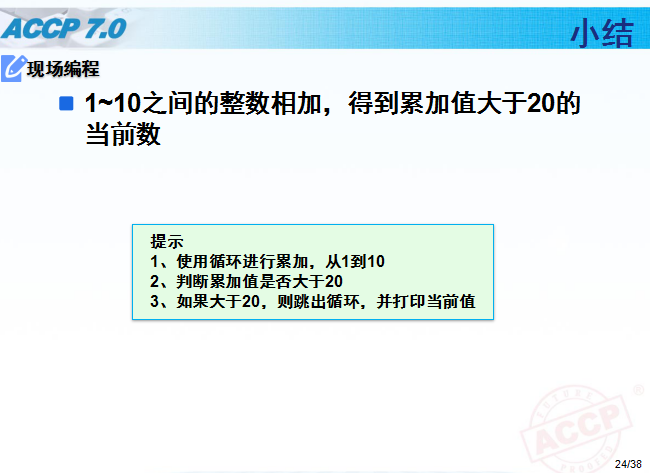 ACCP 7.0
小结
现场编程
1~10之间的整数相加，得到累加值大于20的
当前数
提示
1、使用循环进行累加，从1到10
2、判断累加值是否大于20
3、如果大于20，则跳出循环，并打印当前值
ACCP
®
24/38